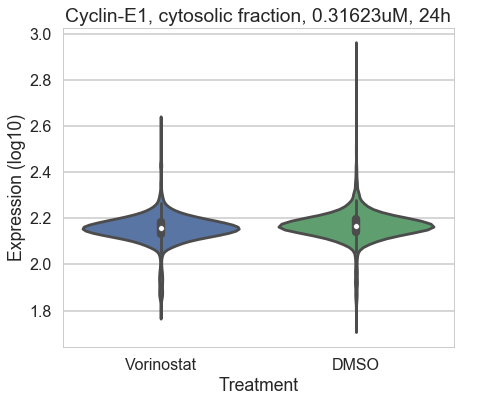 Cyclin-E1, cytosolic fraction, 0.31623uM, 24h
3.0
2.8
2.6
2.4
2.2
2.0
1.8
Expression (log10)
Vorinostat DMSO
Treatment